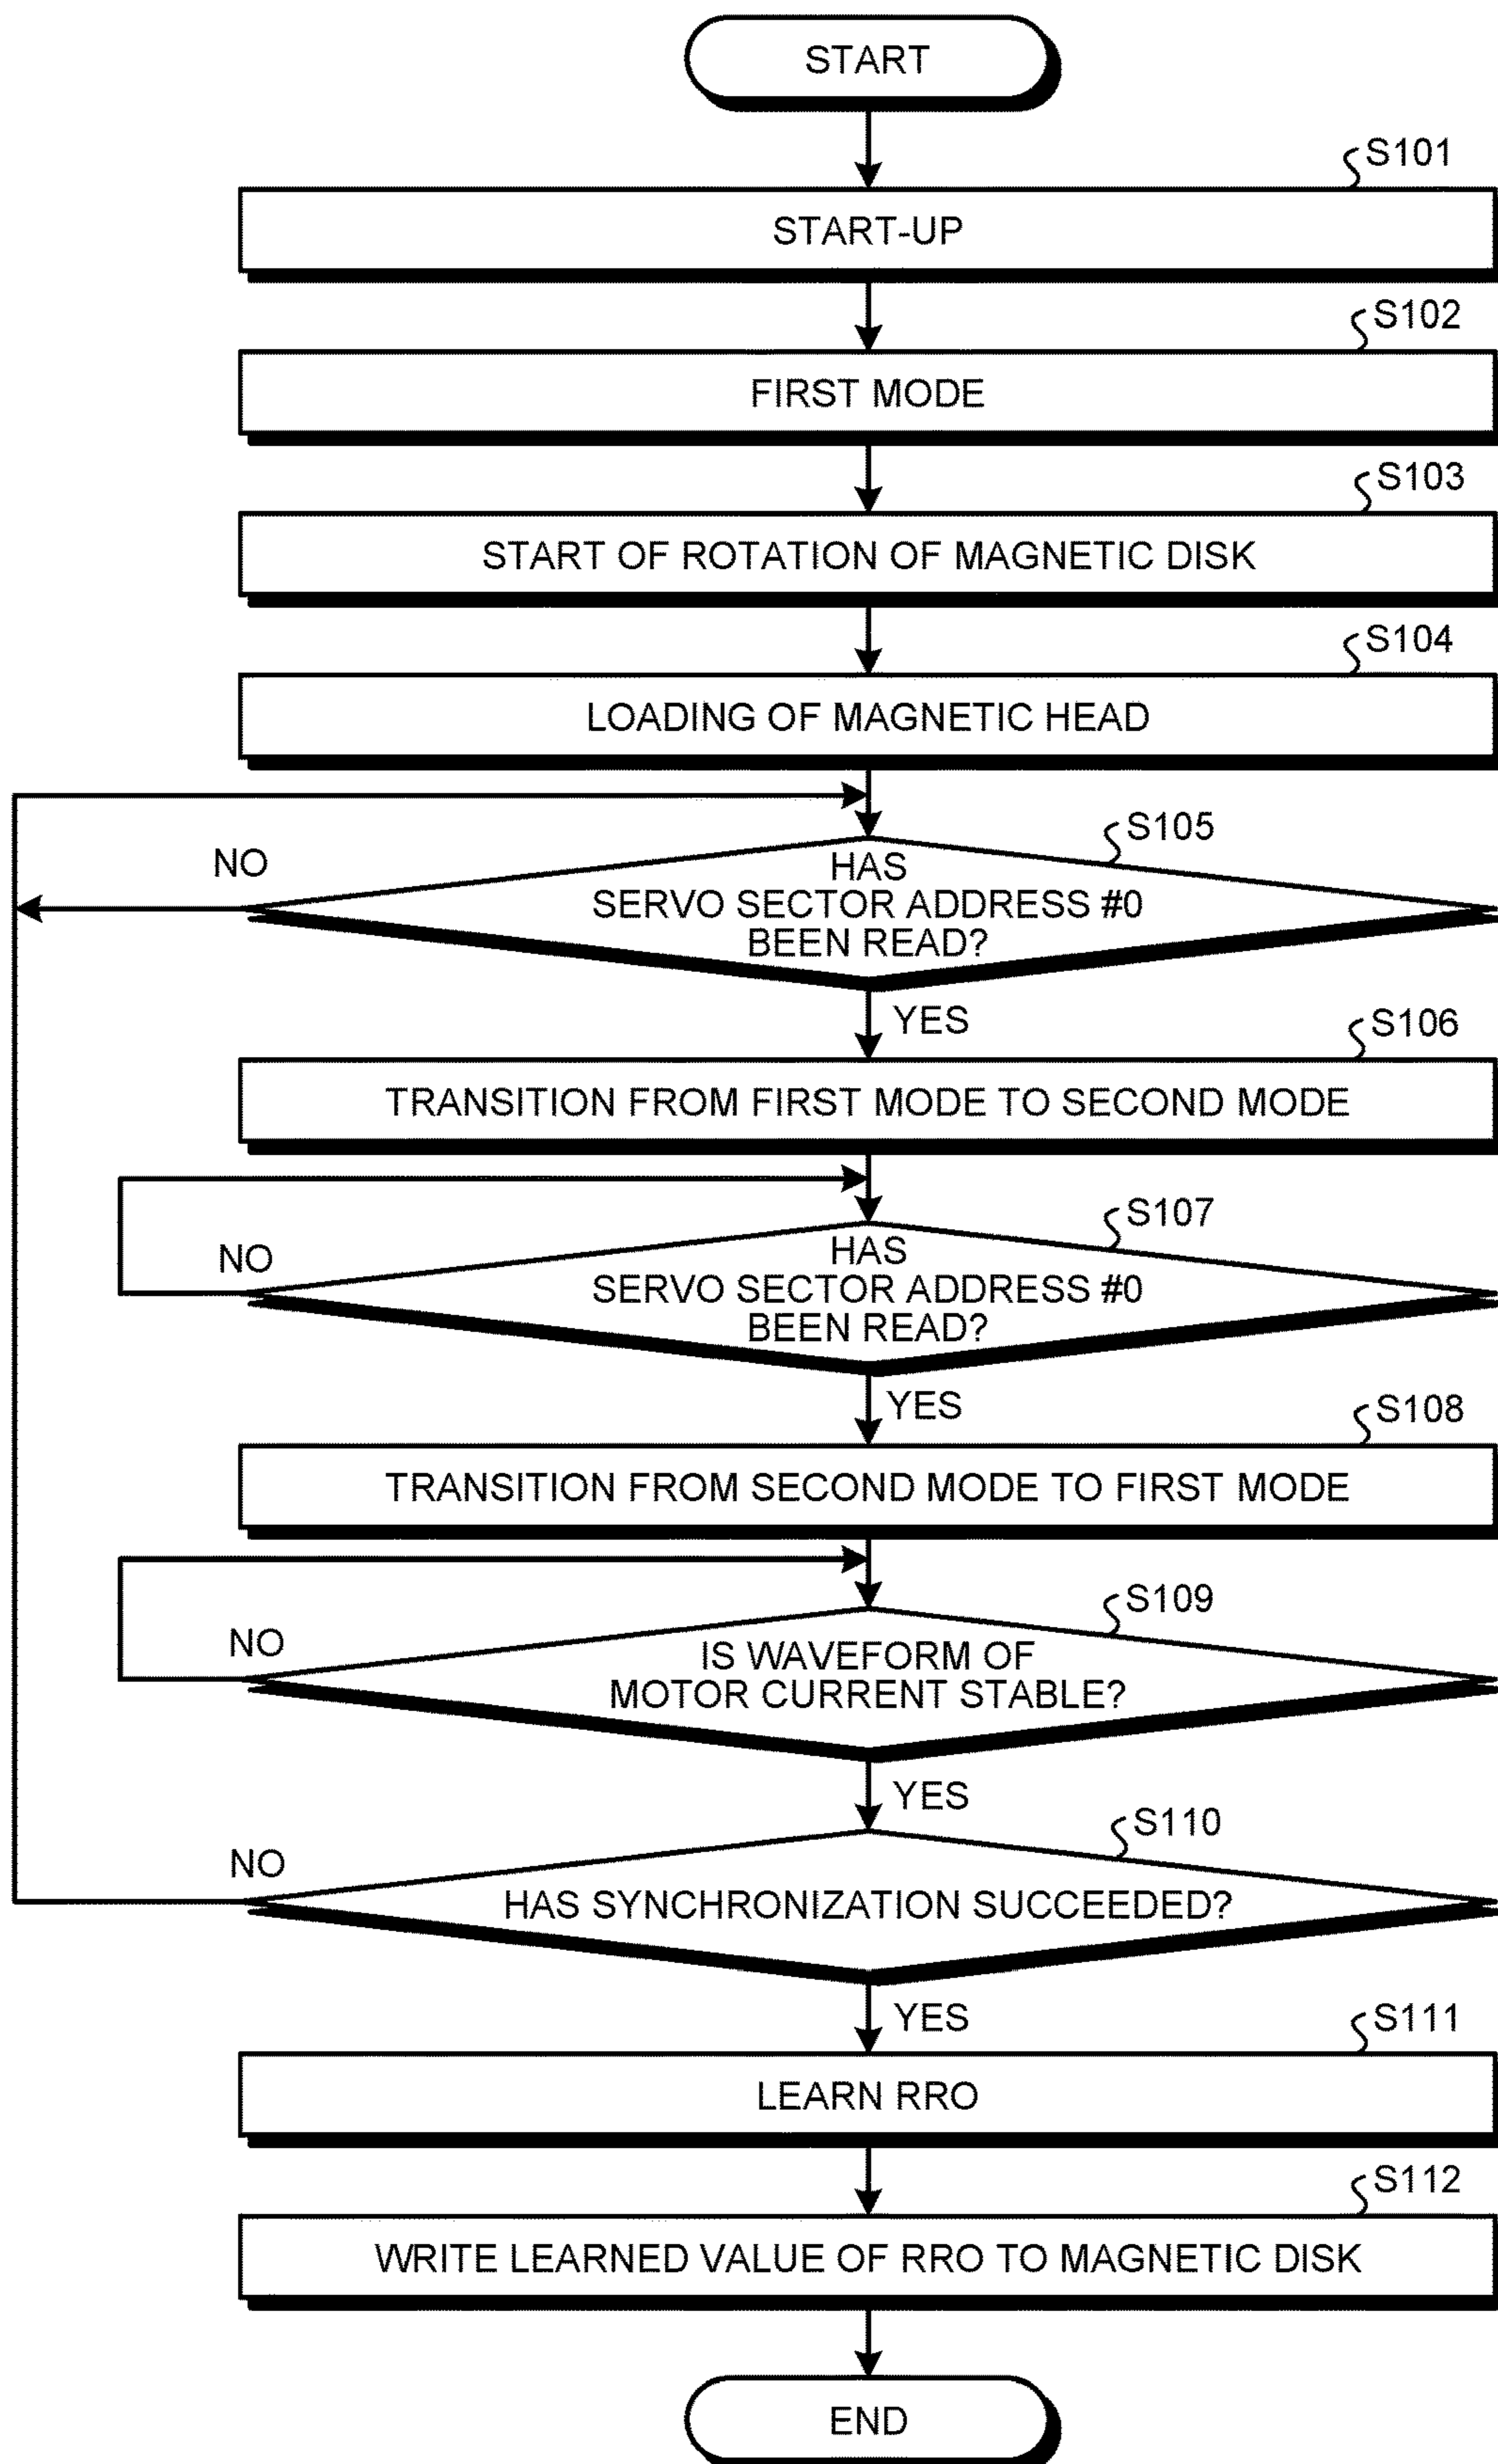 START
S101
START-UP
S102
FIRST MODE
S103
START OF ROTATION OF MAGNETIC DISK
S104
LOADING OF MAGNETIC HEAD
S105
NO
HAS
SERVO SECTOR ADDRESS #0
BEEN READ?
YES
S106
TRANSITION FROM FIRST MODE TO SECOND MODE
S107
NO
HAS
SERVO SECTOR ADDRESS #0
BEEN READ?
YES
S108
TRANSITION FROM SECOND MODE TO FIRST MODE
S109
NO
IS WAVEFORM OF
MOTOR CURRENT STABLE?
YES
S110
NO
HAS SYNCHRONIZATION SUCCEEDED?
YES
S111
LEARN RRO
S112
WRITE LEARNED VALUE OF RRO TO MAGNETIC DISK
END